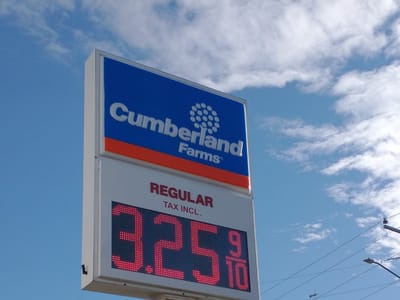 Cumberland
Farms
REGULAR
TAX INCL.
3.25 9/10